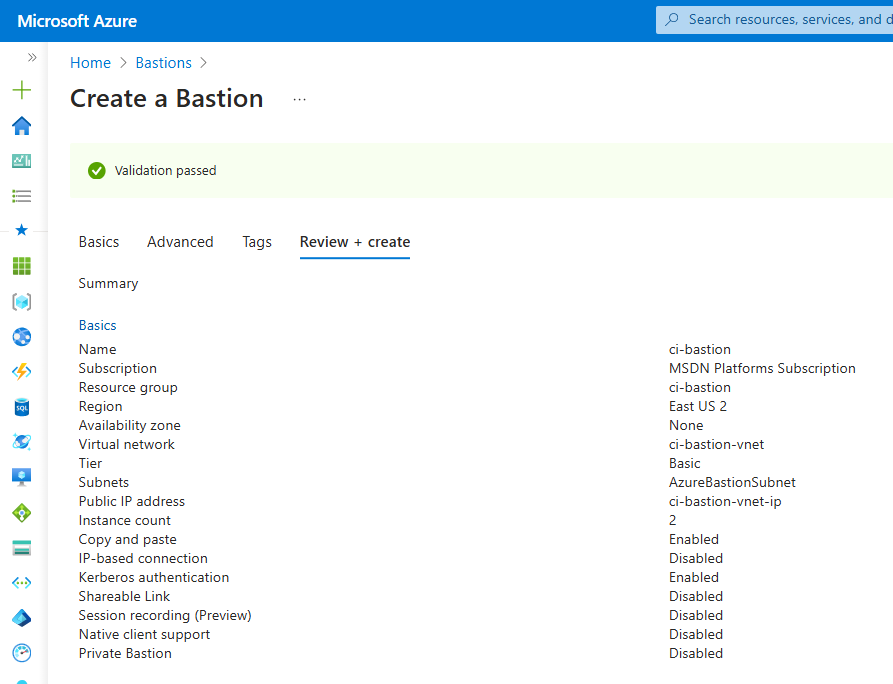 Microsoft Azure
Search resources, services, and d
Home > Bastions >
Create a Bastion ...
Validation passed
Basics Advanced Tags Review + create
Summary
Basics
Name ci-bastion
Subscription MSDN Platforms Subscription
Resource group ci-bastion
Region East US 2
Availability zone None
Virtual network ci-bastion-vnet
Tier Basic
Subnets AzureBastionSubnet
Public IP address ci-bastion-vnet-ip
Instance count 2
Copy and paste Enabled
IP-based connection Disabled
Kerberos authentication Enabled
Shareable Link Disabled
Session recording (Preview) Disabled
Native client support Disabled
Private Bastion Disabled
SQL